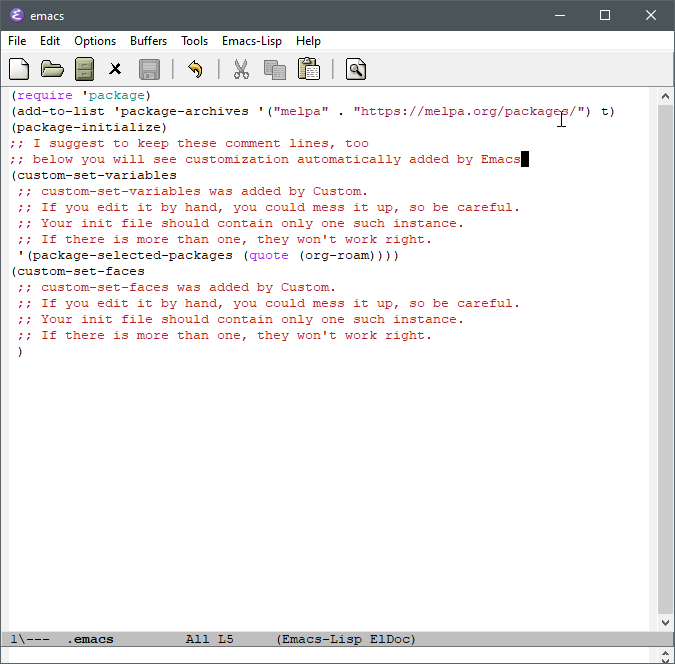 emacs
File Edit Options Buffers Tools Emacs-Lisp Help
(require 'package)
(add-to-list 'package-archives '("melpa" . "https://melpa.org/packages/") t)
(package-initialize)
;; I suggest to keep these comment lines, too
;; below you will see customization automatically added by Emacs
(custom-set-variables
 ;; custom-set-variables was added by Custom.
 ;; If you edit it by hand, you could mess it up, so be careful.
 ;; Your init file should contain only one such instance.
 ;; If there is more than one, they won't work right.
 '(package-selected-packages (quote (org-roam))))
(custom-set-faces
 ;; custom-set-faces was added by Custom.
 ;; If you edit it by hand, you could mess it up, so be careful.
 ;; Your init file should contain only one such instance.
 ;; If there is more than one, they won't work right.
 )
1\--- .emacs All L5 (Emacs-Lisp ElDoc)